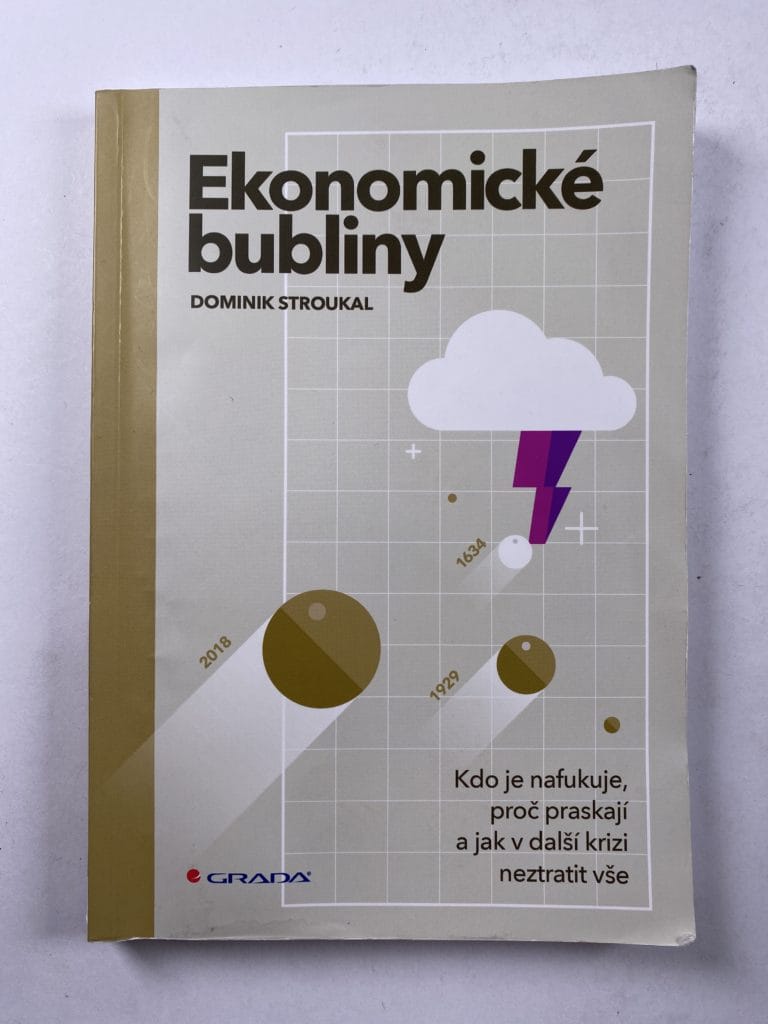 Ekonomické
bubliny
DOMINIK STROUKAL
1634
2018
1929
Kdo je nafukuje,
proč praskají
a jak v další krizi
neztratit vše
GRADA®